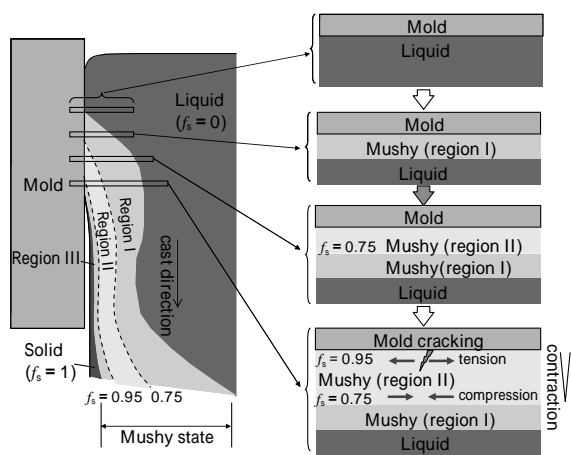 Liquid
(fs = 0)
Mold
Region I
Region II
Region III
cast direction
Solid
(fs = 1)
fs = 0.95 0.75
Mushy state
Mold
Liquid
Mold
Mushy (region I)
Liquid
Mold
fs = 0.75 Mushy (region II)
Mushy(region I)
Liquid
Mold cracking
fs = 0.95 tension
Mushy (region II)
fs = 0.75 compression
Mushy (region I)
Liquid
contraction